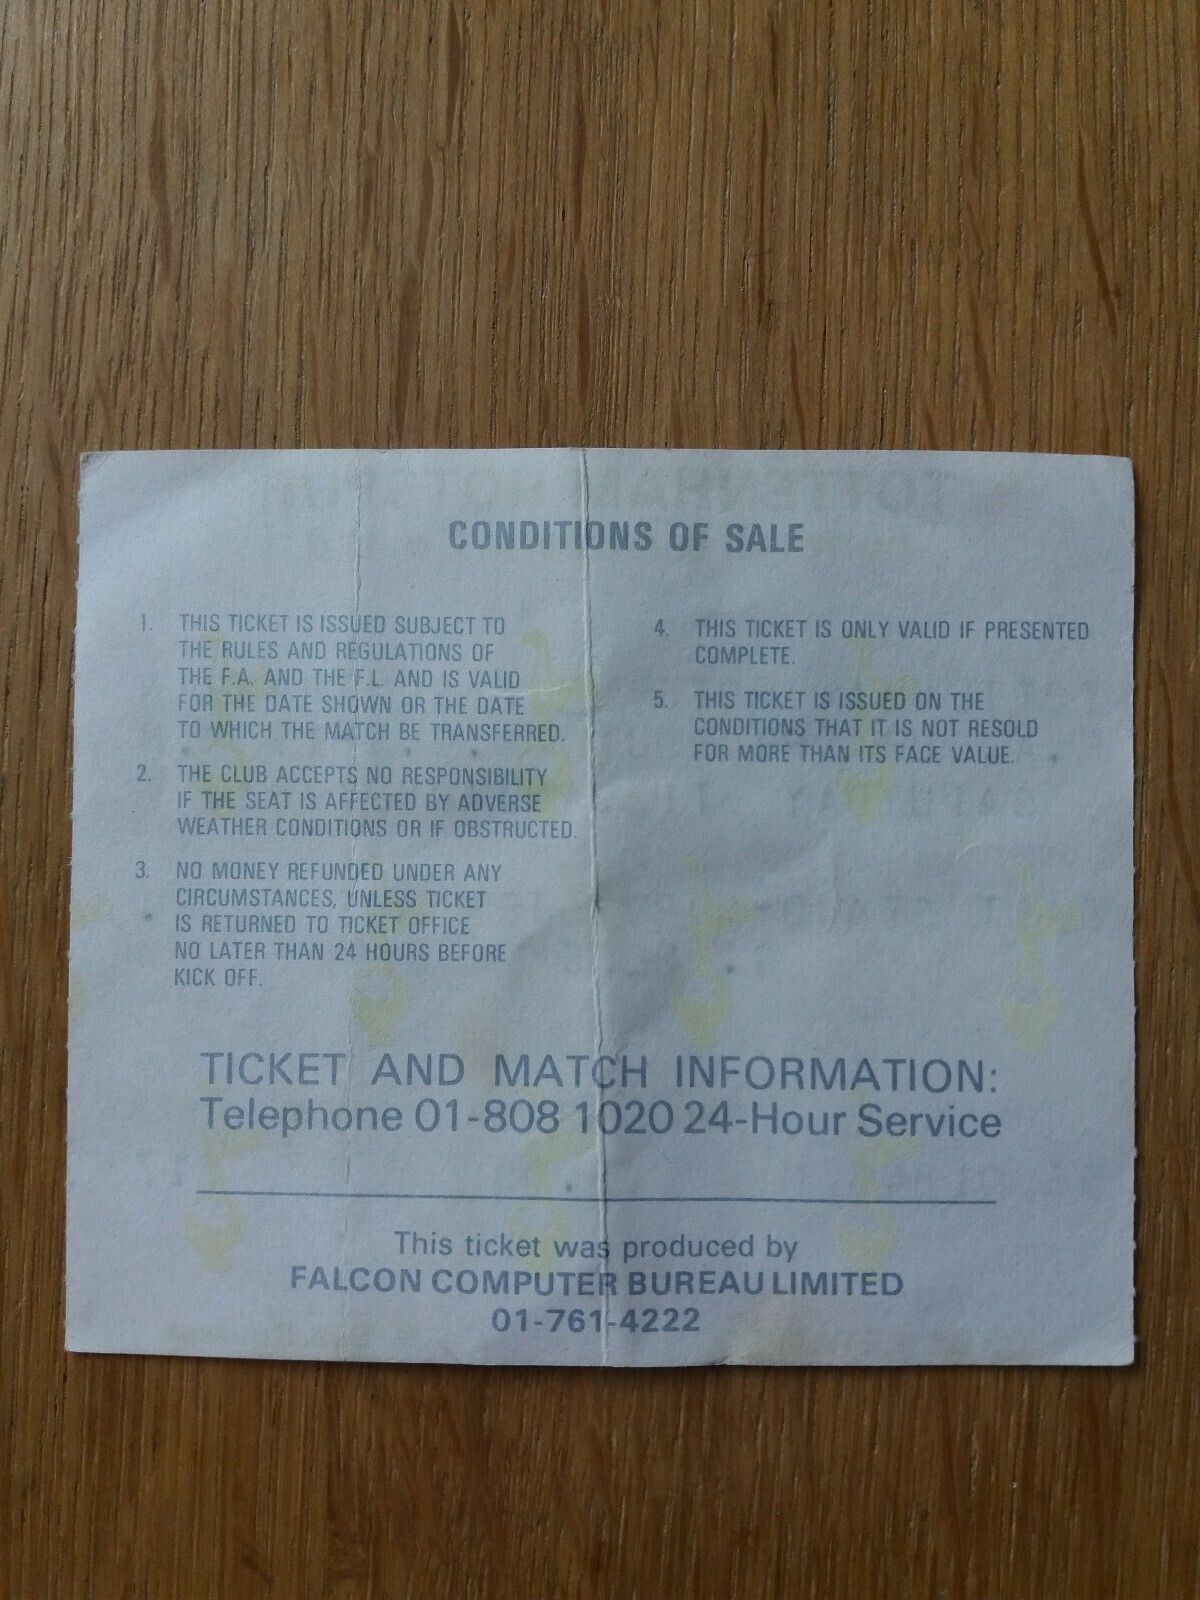 CONDITIONS OF SALE
1. THIS TICKET IS ISSUED SUBJECT TO
THE RULES AND REGULATIONS OF
THE F.A. AND THE F.L. AND IS VALID
FOR THE DATE SHOWN OR THE DATE
TO WHICH THE MATCH BE TRANSFERRED.
2. THE CLUB ACCEPTS NO RESPONSIBILITY
IF THE SEAT IS AFFECTED BY ADVERSE
WEATHER CONDITIONS OR IF OBSTRUCTED.
3. NO MONEY REFUNDED UNDER ANY
CIRCUMSTANCES, UNLESS TICKET
IS RETURNED TO TICKET OFFICE
NO LATER THAN 24 HOURS BEFORE
KICK OFF.
4. THIS TICKET IS ONLY VALID IF PRESENTED
COMPLETE.
5. THIS TICKET IS ISSUED ON THE
CONDITIONS THAT IT IS NOT RESOLD
FOR MORE THAN ITS FACE VALUE.
TICKET AND MATCH INFORMATION:
Telephone 01-808 1020 24-Hour Service
This ticket was produced by
FALCON COMPUTER BUREAU LIMITED
01-761-4222